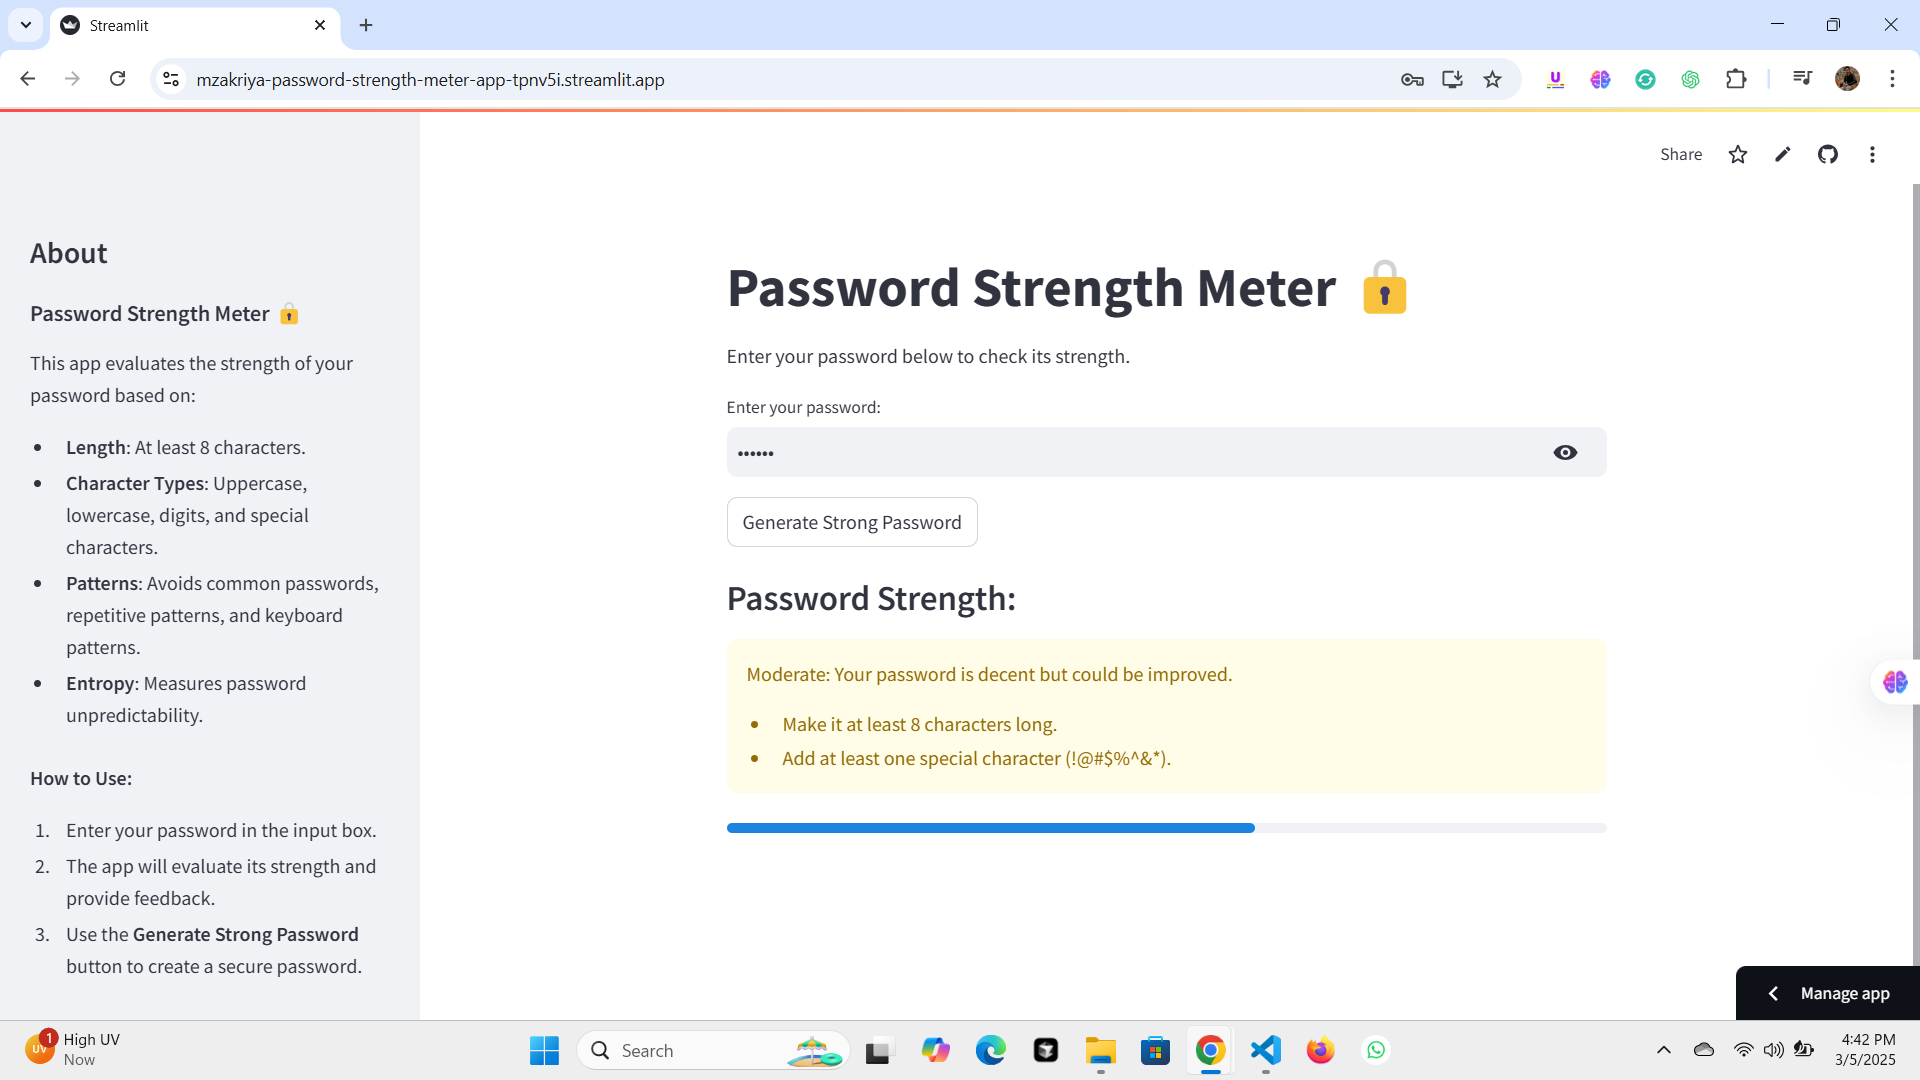 Streamlit
mzakriya-password-strength-meter-app-tpnv5i.streamlit.app
Share
About
Password Strength Meter 🔒
This app evaluates the strength of your
password based on:
• Length: At least 8 characters.
• Character Types: Uppercase,
lowercase, digits, and special
characters.
• Patterns: Avoids common passwords,
repetitive patterns, and keyboard
patterns.
• Entropy: Measures password
unpredictability.
How to Use:
1. Enter your password in the input box.
2. The app will evaluate its strength and
provide feedback.
3. Use the Generate Strong Password
button to create a secure password.
Password Strength Meter 🔒
Enter your password below to check its strength.
Enter your password:
••••••
Generate Strong Password
Password Strength:
Moderate: Your password is decent but could be improved.
• Make it at least 8 characters long.
• Add at least one special character (!@#$%^&*).
Manage app
1
UV
High UV
Now
Search
4:42 PM
3/5/2025